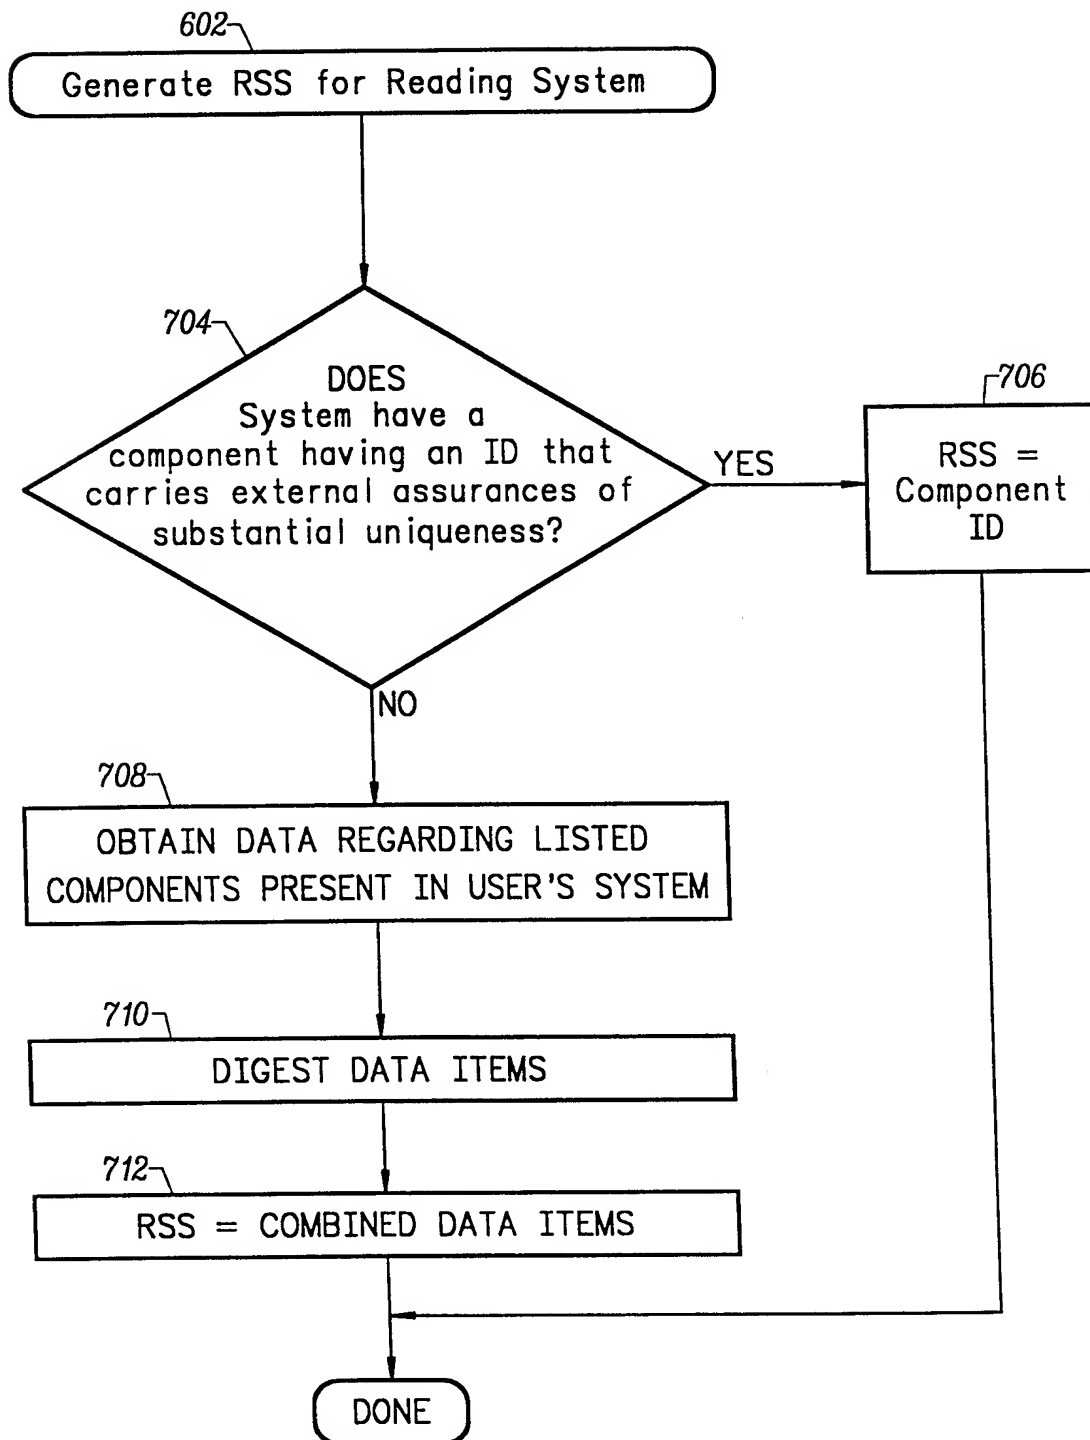 602
Generate RSS for Reading System
704
DOES
System have a
component having an ID that
carries external assurances of
substantial uniqueness?
YES
706
RSS =
Component
ID
NO
708
OBTAIN DATA REGARDING LISTED
COMPONENTS PRESENT IN USER'S SYSTEM
710
DIGEST DATA ITEMS
712
RSS = COMBINED DATA ITEMS
DONE